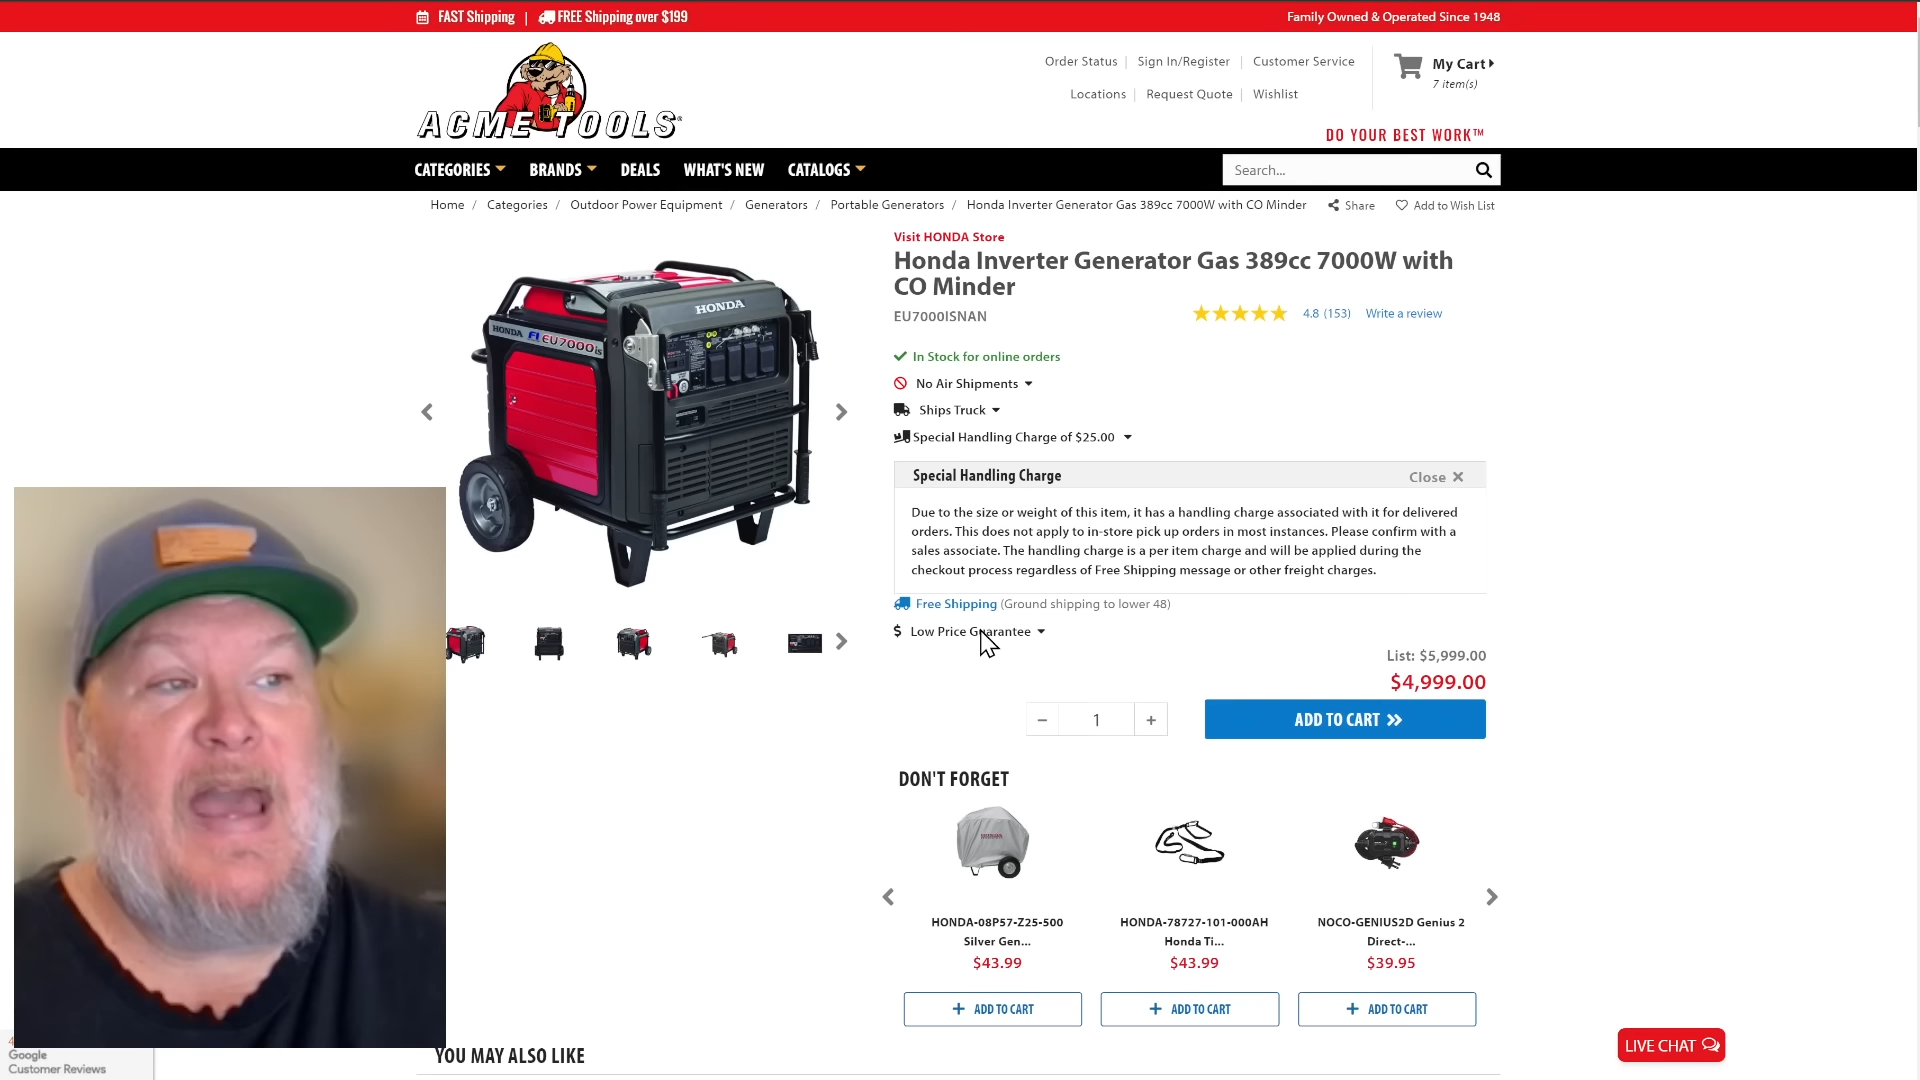 FAST Shipping | FREE Shipping over $199
Family Owned & Operated Since 1948
ACME TOOLS
Order Status | Sign In/Register | Customer Service
Locations | Request Quote | Wishlist
My Cart
7 item(s)
DO YOUR BEST WORK™
CATEGORIES BRANDS DEALS WHAT'S NEW CATALOGS
Search...
Home / Categories / Outdoor Power Equipment / Generators / Portable Generators / Honda Inverter Generator Gas 389cc 7000W with CO Minder
Share
Add to Wish List
Visit HONDA Store
Honda Inverter Generator Gas 389cc 7000W with
CO Minder
EU7000ISNAN
4.8 (153) Write a review
HONDA
HONDA FI EU7000is
In Stock for online orders
No Air Shipments
Ships Truck
Special Handling Charge of $25.00
Special Handling Charge
Close ✕
Due to the size or weight of this item, it has a handling charge associated with it for delivered
orders. This does not apply to in-store pick up orders in most instances. Please confirm with a
sales associate. The handling charge is a per item charge and will be applied during the
checkout process regardless of Free Shipping message or other freight charges.
Free Shipping (Ground shipping to lower 48)
$ Low Price Guarantee
List: $5,999.00
$4,999.00
− 1 +
ADD TO CART
DON'T FORGET
HONDA-08P57-Z25-500
Silver Gen...
$43.99
+ ADD TO CART
HONDA-78727-101-000AH
Honda Ti...
$43.99
+ ADD TO CART
NOCO-GENIUS2D Genius 2
Direct-...
$39.95
+ ADD TO CART
YOU MAY ALSO LIKE
Google
Customer Reviews
LIVE CHAT